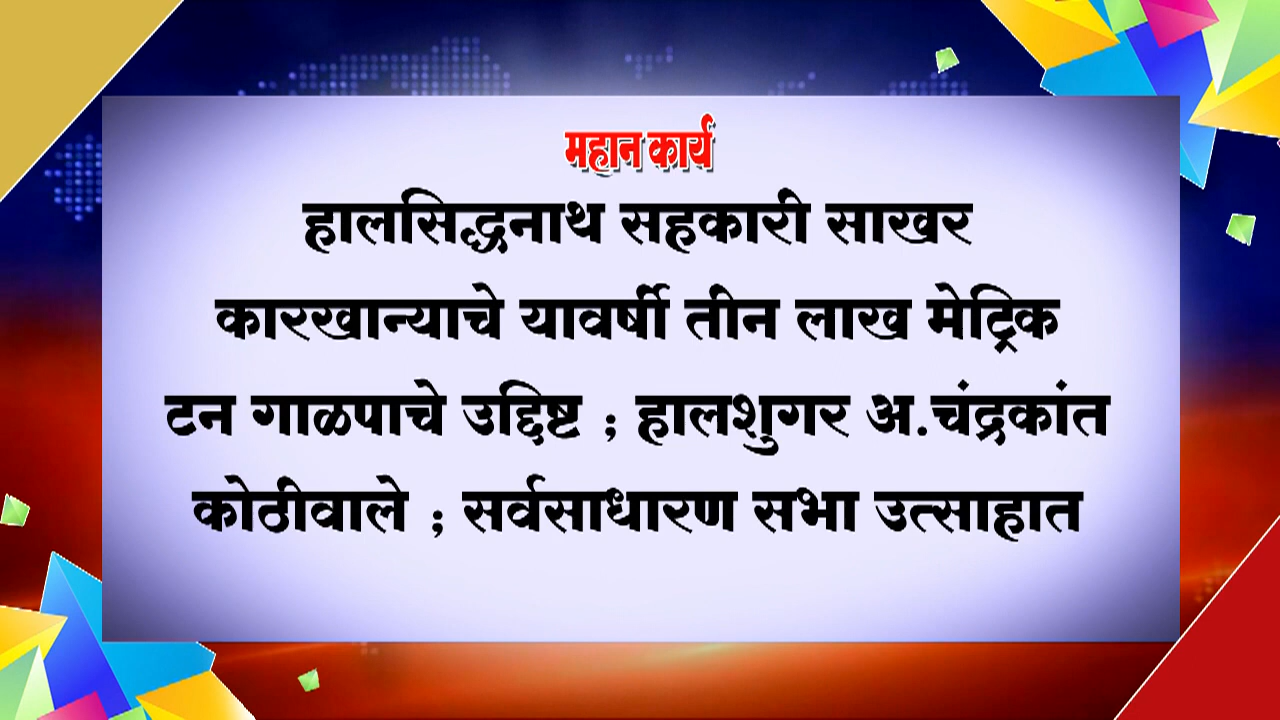 महान कार्य
हालसिद्धनाथ सहकारी साखर
कारखान्याचे यावर्षी तीन लाख मेट्रिक
टन गाळपाचे उद्दिष्ट ; हालशुगर अ.चंद्रकांत
कोठीवाले ; सर्वसाधारण सभा उत्साहात